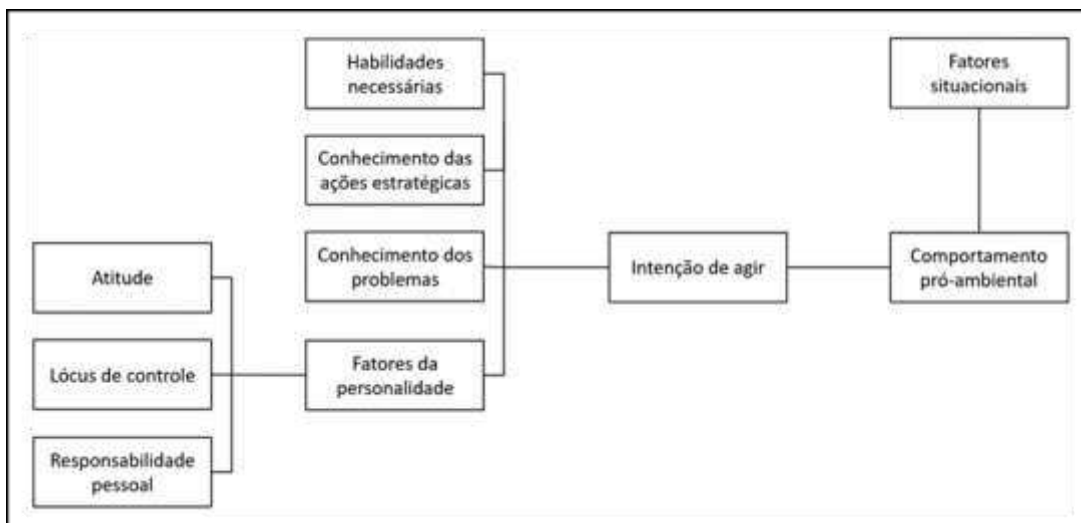 Habilidades
necessárias
Fatores
situacionais
Conhecimento das
ações estratégicas
Atitude
Conhecimento dos
problemas
Intenção de agir
Comportamento
pró-ambiental
Lócus de controle
Fatores da
personalidade
Responsabilidade
pessoal